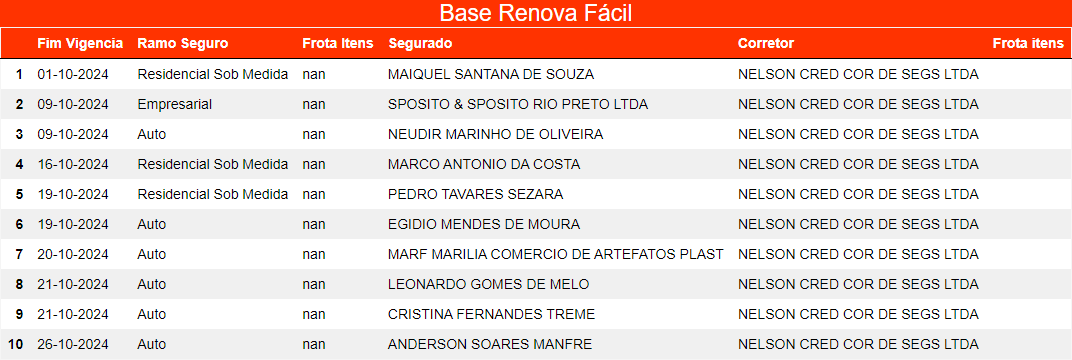 Base Renova Fácil
Fim Vigencia Ramo Seguro Frota Itens Segurado Corretor Frota itens
1 01-10-2024 Residencial Sob Medida nan MAIQUEL SANTANA DE SOUZA NELSON CRED COR DE SEGS LTDA
2 09-10-2024 Empresarial nan SPOSITO & SPOSITO RIO PRETO LTDA NELSON CRED COR DE SEGS LTDA
3 09-10-2024 Auto nan NEUDIR MARINHO DE OLIVEIRA NELSON CRED COR DE SEGS LTDA
4 16-10-2024 Residencial Sob Medida nan MARCO ANTONIO DA COSTA NELSON CRED COR DE SEGS LTDA
5 19-10-2024 Residencial Sob Medida nan PEDRO TAVARES SEZARA NELSON CRED COR DE SEGS LTDA
6 19-10-2024 Auto nan EGIDIO MENDES DE MOURA NELSON CRED COR DE SEGS LTDA
7 20-10-2024 Auto nan MARF MARILIA COMERCIO DE ARTEFATOS PLAST NELSON CRED COR DE SEGS LTDA
8 21-10-2024 Auto nan LEONARDO GOMES DE MELO NELSON CRED COR DE SEGS LTDA
9 21-10-2024 Auto nan CRISTINA FERNANDES TREME NELSON CRED COR DE SEGS LTDA
10 26-10-2024 Auto nan ANDERSON SOARES MANFRE NELSON CRED COR DE SEGS LTDA